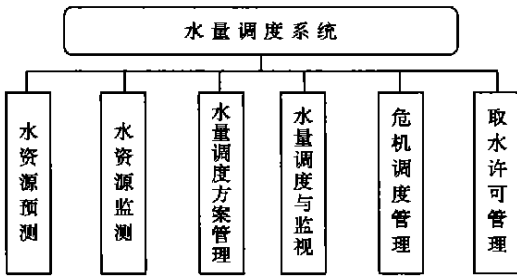 水量调度系统
水资源预测
水资源监测
水量调度方案管理
水量调度与监视
危机调度管理
取水许可管理